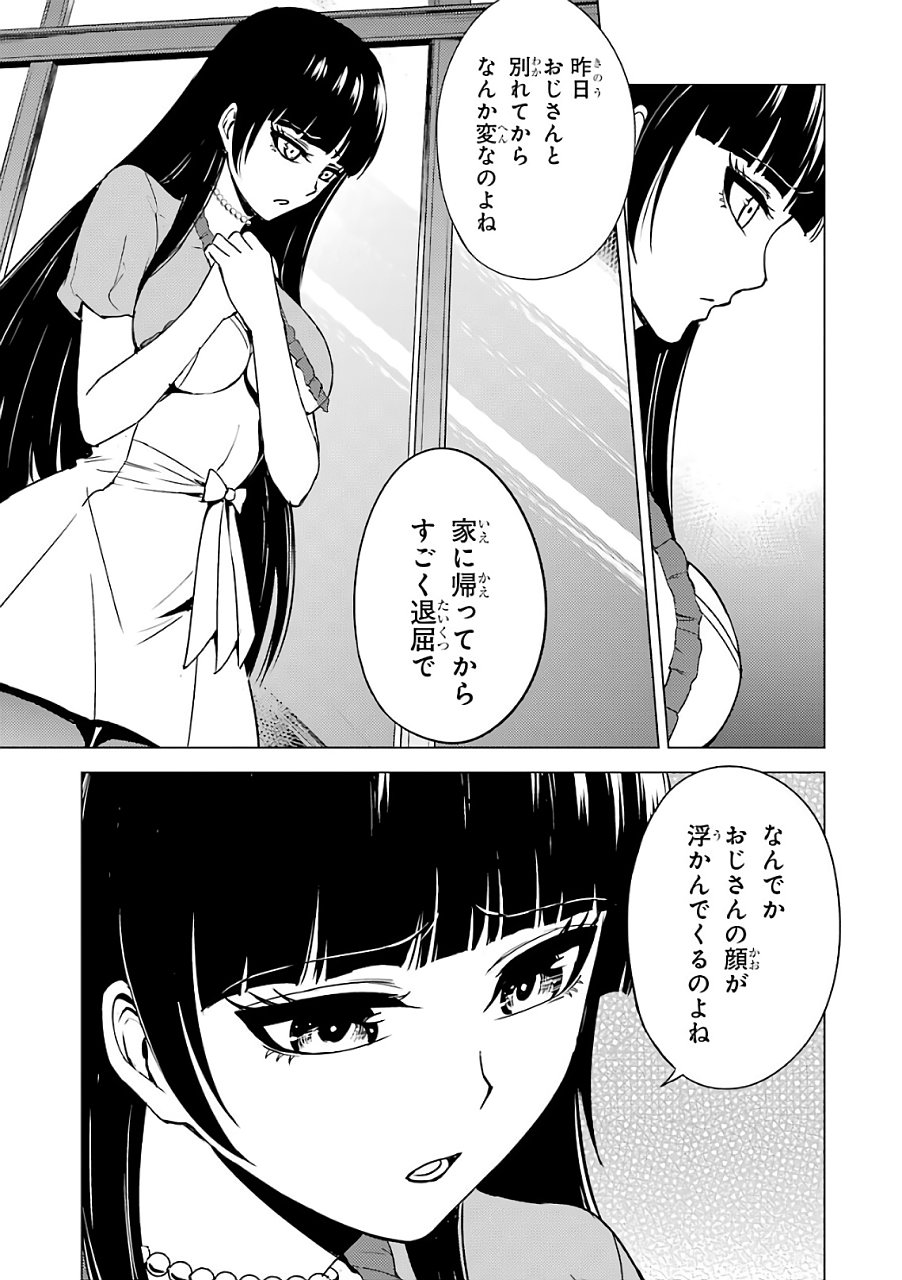 昨日
おじさんと
別れてから
なんか変なのよね
家に帰ってから
すごく退屈で
なんでか
おじさんの顔が
浮かんでくるのよね